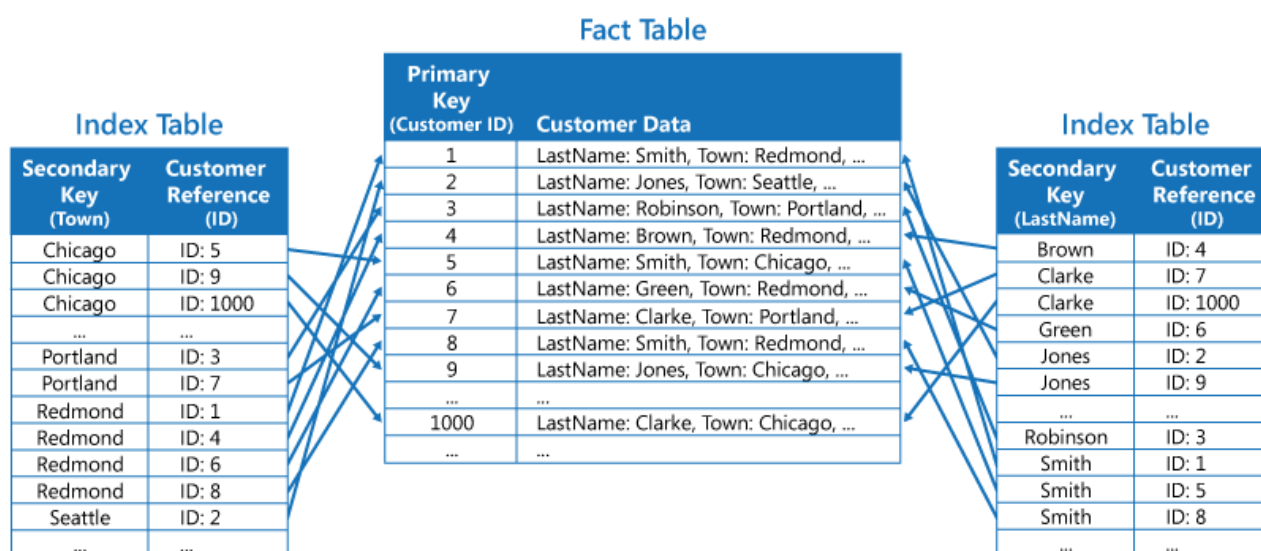 Fact Table
Primary
Key
(Customer ID) Customer Data
1 LastName: Smith, Town: Redmond, ...
2 LastName: Jones, Town: Seattle, ...
3 LastName: Robinson, Town: Portland, ...
4 LastName: Brown, Town: Redmond, ...
5 LastName: Smith, Town: Chicago, ...
6 LastName: Green, Town: Redmond, ...
7 LastName: Clarke, Town: Portland, ...
8 LastName: Smith, Town: Redmond, ...
9 LastName: Jones, Town: Chicago, ...
... ...
1000 LastName: Clarke, Town: Chicago, ...
... ...
Index Table
Secondary Customer
Key Reference
(Town) (ID)
Chicago ID: 5
Chicago ID: 9
Chicago ID: 1000
... ...
Portland ID: 3
Portland ID: 7
Redmond ID: 1
Redmond ID: 4
Redmond ID: 6
Redmond ID: 8
Seattle ID: 2
... ...
Index Table
Secondary Customer
Key Reference
(LastName) (ID)
Brown ID: 4
Clarke ID: 7
Clarke ID: 1000
Green ID: 6
Jones ID: 2
Jones ID: 9
... ...
Robinson ID: 3
Smith ID: 1
Smith ID: 5
Smith ID: 8
... ...